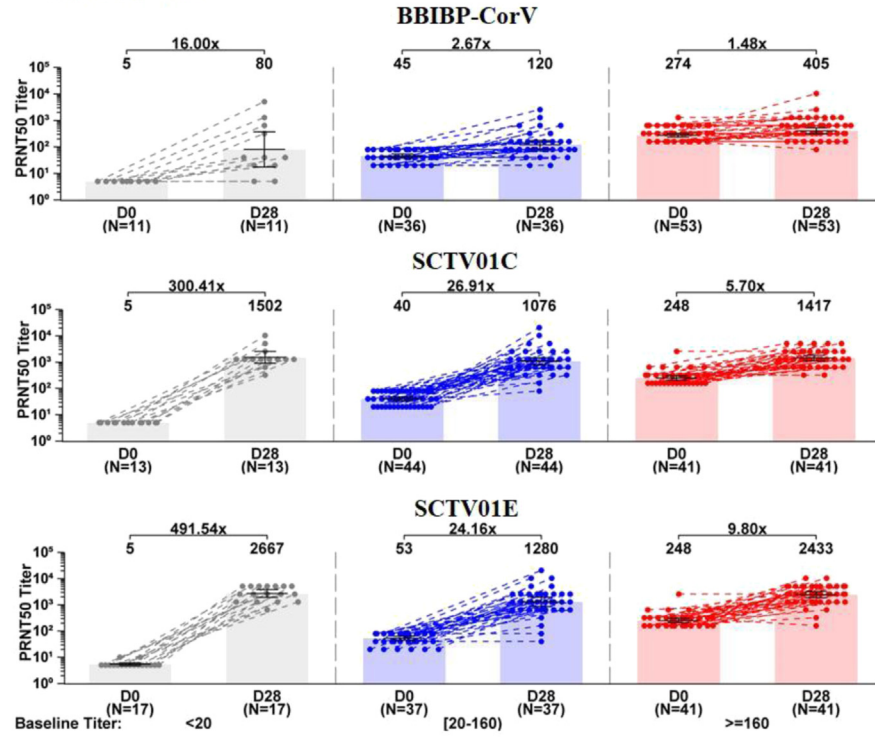 BBIBP-CorV
16.00x 2.67x 1.48x
5 80 45 120 274 405
PRNT50 Titer
10⁵
10⁴
10³
10²
10¹
10⁰
D0 D28 D0 D28 D0 D28
(N=11) (N=11) (N=36) (N=36) (N=53) (N=53)
SCTV01C
300.41x 26.91x 5.70x
5 1502 40 1076 248 1417
PRNT50 Titer
10⁵
10⁴
10³
10²
10¹
10⁰
D0 D28 D0 D28 D0 D28
(N=13) (N=13) (N=44) (N=44) (N=41) (N=41)
SCTV01E
491.54x 24.16x 9.80x
5 2667 53 1280 248 2433
PRNT50 Titer
10⁵
10⁴
10³
10²
10¹
10⁰
D0 D28 D0 D28 D0 D28
(N=17) (N=17) (N=37) (N=37) (N=41) (N=41)
Baseline Titer: <20 [20-160) >=160